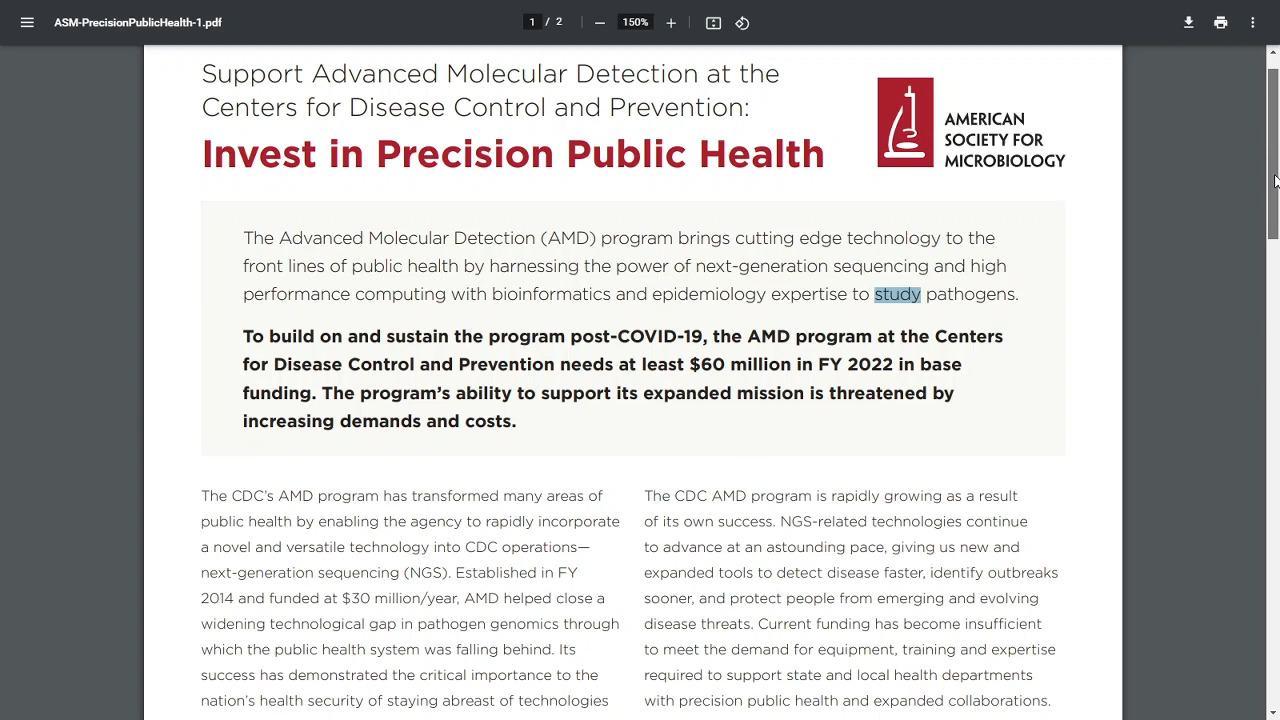 ASM-PrecisionPublicHealth-1.pdf
1 / 2
150%
Support Advanced Molecular Detection at the
Centers for Disease Control and Prevention:
Invest in Precision Public Health
AMERICAN
SOCIETY FOR
MICROBIOLOGY
The Advanced Molecular Detection (AMD) program brings cutting edge technology to the
front lines of public health by harnessing the power of next-generation sequencing and high
performance computing with bioinformatics and epidemiology expertise to study pathogens.
To build on and sustain the program post-COVID-19, the AMD program at the Centers
for Disease Control and Prevention needs at least $60 million in FY 2022 in base
funding. The program’s ability to support its expanded mission is threatened by
increasing demands and costs.
The CDC’s AMD program has transformed many areas of
public health by enabling the agency to rapidly incorporate
a novel and versatile technology into CDC operations—
next-generation sequencing (NGS). Established in FY
2014 and funded at $30 million/year, AMD helped close a
widening technological gap in pathogen genomics through
which the public health system was falling behind. Its
success has demonstrated the critical importance to the
nation’s health security of staying abreast of technologies
The CDC AMD program is rapidly growing as a result
of its own success. NGS-related technologies continue
to advance at an astounding pace, giving us new and
expanded tools to detect disease faster, identify outbreaks
sooner, and protect people from emerging and evolving
disease threats. Current funding has become insufficient
to meet the demand for equipment, training and expertise
required to support state and local health departments
with precision public health and expanded collaborations.